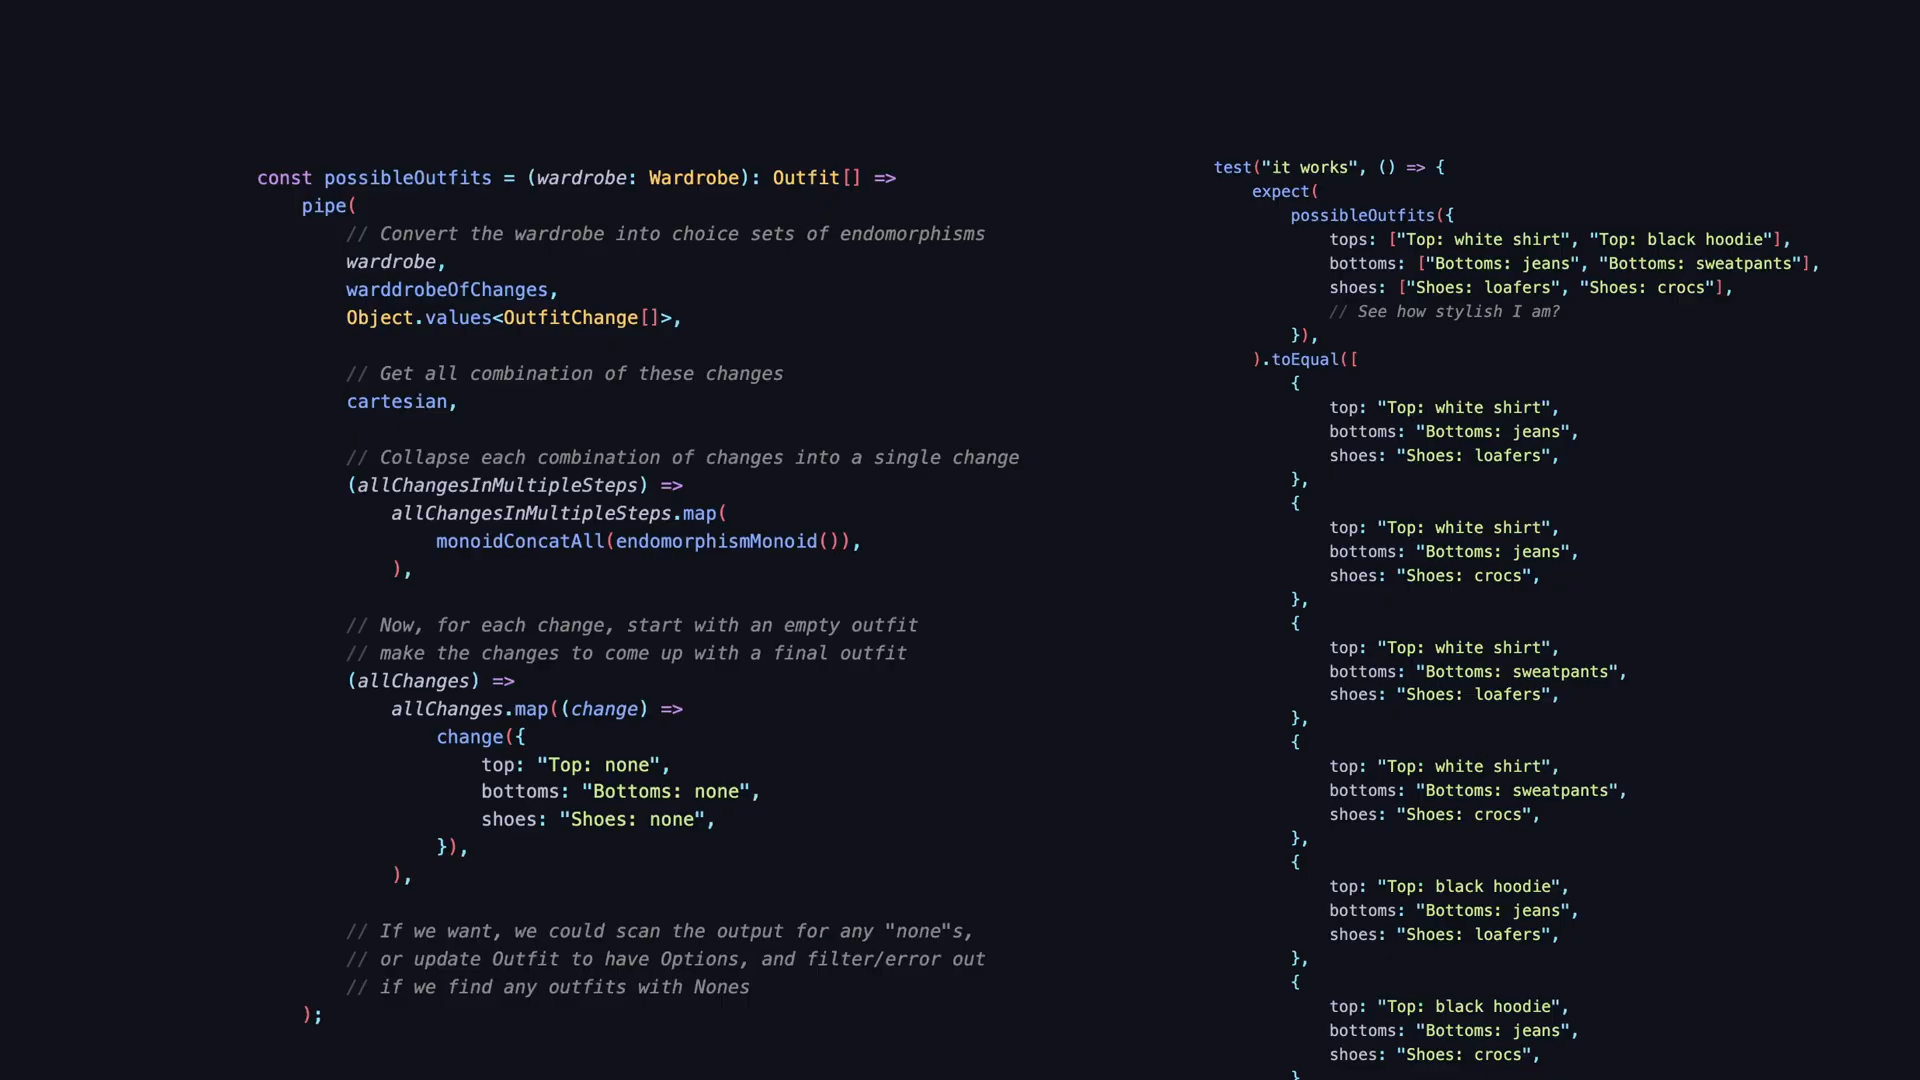 const possibleOutfits = (wardrobe: Wardrobe): Outfit[] =>
pipe(
// Convert the wardrobe into choice sets of endomorphisms
wardrobe,
warddrobeOfChanges,
Object.values<OutfitChange[]>,
// Get all combination of these changes
cartesian,
// Collapse each combination of changes into a single change
(allChangesInMultipleSteps) =>
allChangesInMultipleSteps.map(
monoidConcatAll(endomorphismMonoid()),
),
// Now, for each change, start with an empty outfit
// make the changes to come up with a final outfit
(allChanges) =>
allChanges.map((change) =>
change({
top: "Top: none",
bottoms: "Bottoms: none",
shoes: "Shoes: none",
}),
),
// If we want, we could scan the output for any "none"s,
// or update Outfit to have Options, and filter/error out
// if we find any outfits with Nones
);
test("it works", () => {
expect(
possibleOutfits({
tops: ["Top: white shirt", "Top: black hoodie"],
bottoms: ["Bottoms: jeans", "Bottoms: sweatpants"],
shoes: ["Shoes: loafers", "Shoes: crocs"],
// See how stylish I am?
}),
).toEqual([
{
top: "Top: white shirt",
bottoms: "Bottoms: jeans",
shoes: "Shoes: loafers",
},
{
top: "Top: white shirt",
bottoms: "Bottoms: jeans",
shoes: "Shoes: crocs",
},
{
top: "Top: white shirt",
bottoms: "Bottoms: sweatpants",
shoes: "Shoes: loafers",
},
{
top: "Top: white shirt",
bottoms: "Bottoms: sweatpants",
shoes: "Shoes: crocs",
},
{
top: "Top: black hoodie",
bottoms: "Bottoms: jeans",
shoes: "Shoes: loafers",
},
{
top: "Top: black hoodie",
bottoms: "Bottoms: jeans",
shoes: "Shoes: crocs",
}